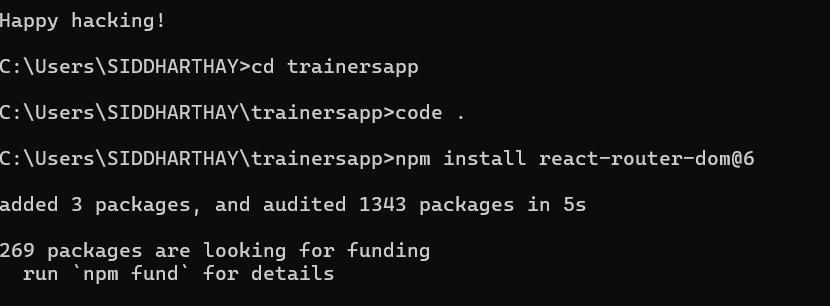 Happy hacking!
C:\Users\SIDDHARTHAY>cd trainersapp
C:\Users\SIDDHARTHAY\trainersapp>code .
C:\Users\SIDDHARTHAY\trainersapp>npm install react-router-dom@6
added 3 packages, and audited 1343 packages in 5s
269 packages are looking for funding
  run `npm fund` for details